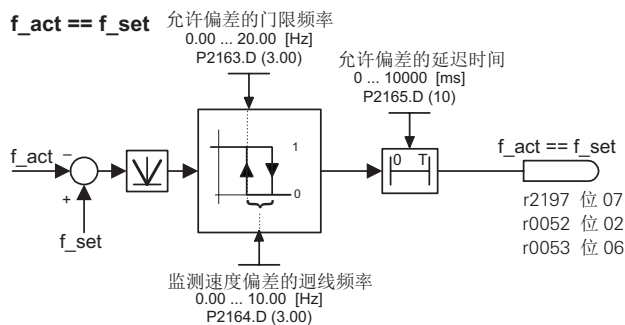 f_act == f_set
允许偏差的门限频率
0.00 ... 20.00 [Hz]
P2163.D (3.00)
允许偏差的延迟时间
0 ... 10000 [ms]
P2165.D (10)
f_act
−
+
f_set
1
0
0 T
f_act == f_set
r2197 位 07
r0052 位 02
r0053 位 06
监测速度偏差的迥线频率
0.00 ... 10.00 [Hz]
P2164.D (3.00)